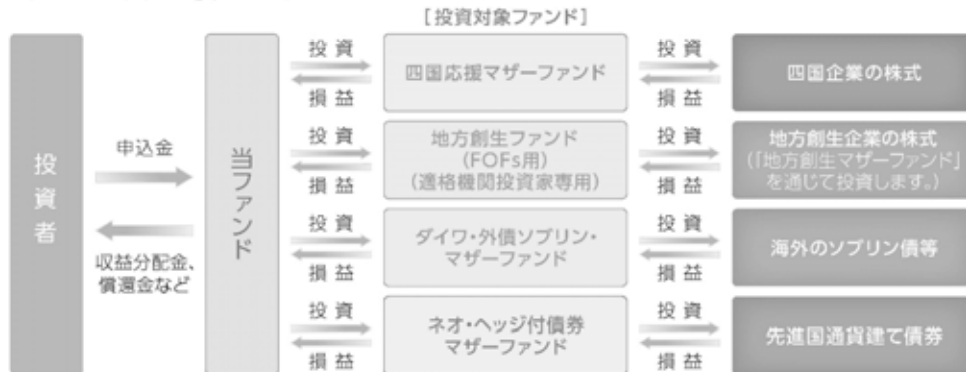 [投資対象ファンド]
投資者
申込金
収益分配金、
償還金など
当ファンド
投資
損益
四国応援マザーファンド
投資
損益
四国企業の株式
投資
損益
地方創生ファンド
(FOFs用)
(適格機関投資家専用)
投資
損益
地方創生企業の株式
(「地方創生マザーファンド」
を通じて投資します。)
投資
損益
ダイワ・外債ソブリン・
マザーファンド
投資
損益
海外のソブリン債等
投資
損益
ネオ・ヘッジ付債券
マザーファンド
投資
損益
先進国通貨建て債券